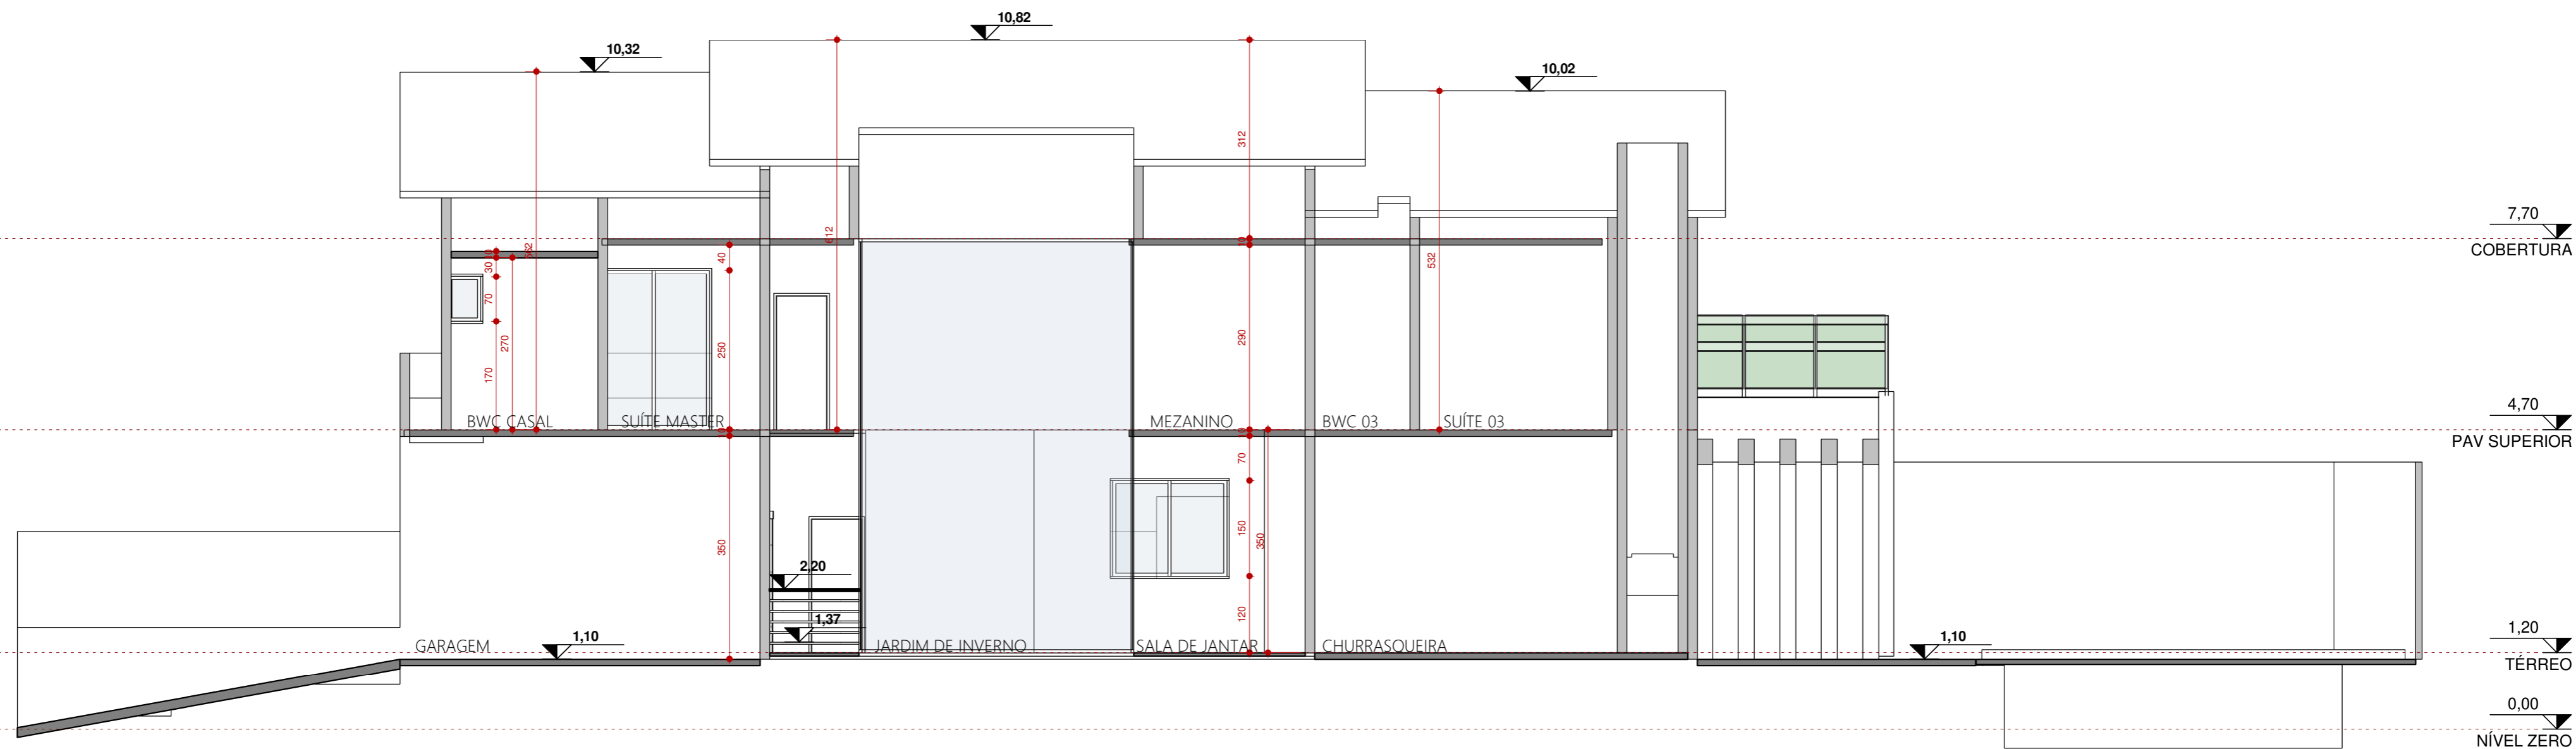 10,82
10,32
10,02
312
7,70
COBERTURA
612
562
10
10
30
40
532
70
270
250
290
170
4,70
PAV SUPERIOR
BWC CASAL
SUÍTE MASTER
MEZANINO
BWC 03
SUÍTE 03
10
10
70
350
150
350
2,20
120
1,37
1,20
TÉRREO
GARAGEM
1,10
JARDIM DE INVERNO
SALA DE JANTAR
CHURRASQUEIRA
1,10
0,00
NÍVEL ZERO